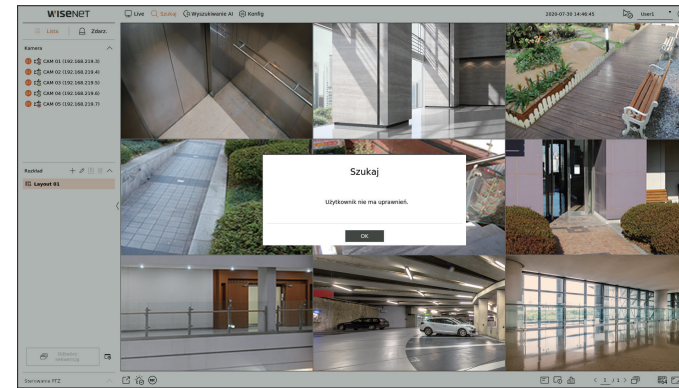 WISENET
Live Szukaj Wyszukiwanie AI Konfig
2020-07-30 14:46:45
User1
Lista Zdarz.
Kamera
CAM 01 (192.168.219.3)
CAM 02 (192.168.219.4)
CAM 03 (192.168.219.5)
CAM 04 (192.168.219.6)
CAM 05 (192.168.219.7)
Rozkład
Layout 01
Szukaj
Użytkownik nie ma uprawnień.
OK
Sterowanie PTZ
1 / 1